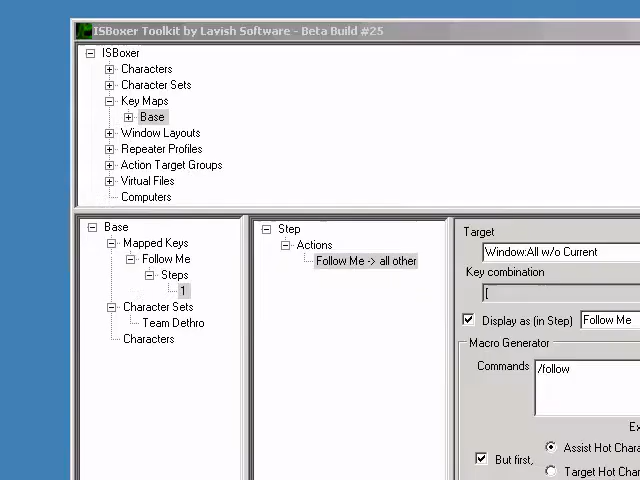 ISBoxer Toolkit by Lavish Software - Beta Build #25
ISBoxer
Characters
Character Sets
Key Maps
Base
Window Layouts
Repeater Profiles
Action Target Groups
Virtual Files
Computers
Base
Mapped Keys
Follow Me
Steps
1
Character Sets
Team Dethro
Characters
Step
Actions
Follow Me -> all other
Target
Window:All w/o Current
Key combination
[
Display as (in Step)
Follow Me
Macro Generator
Commands
/follow
Ex
But first,
Assist Hot Chara
Target Hot Char